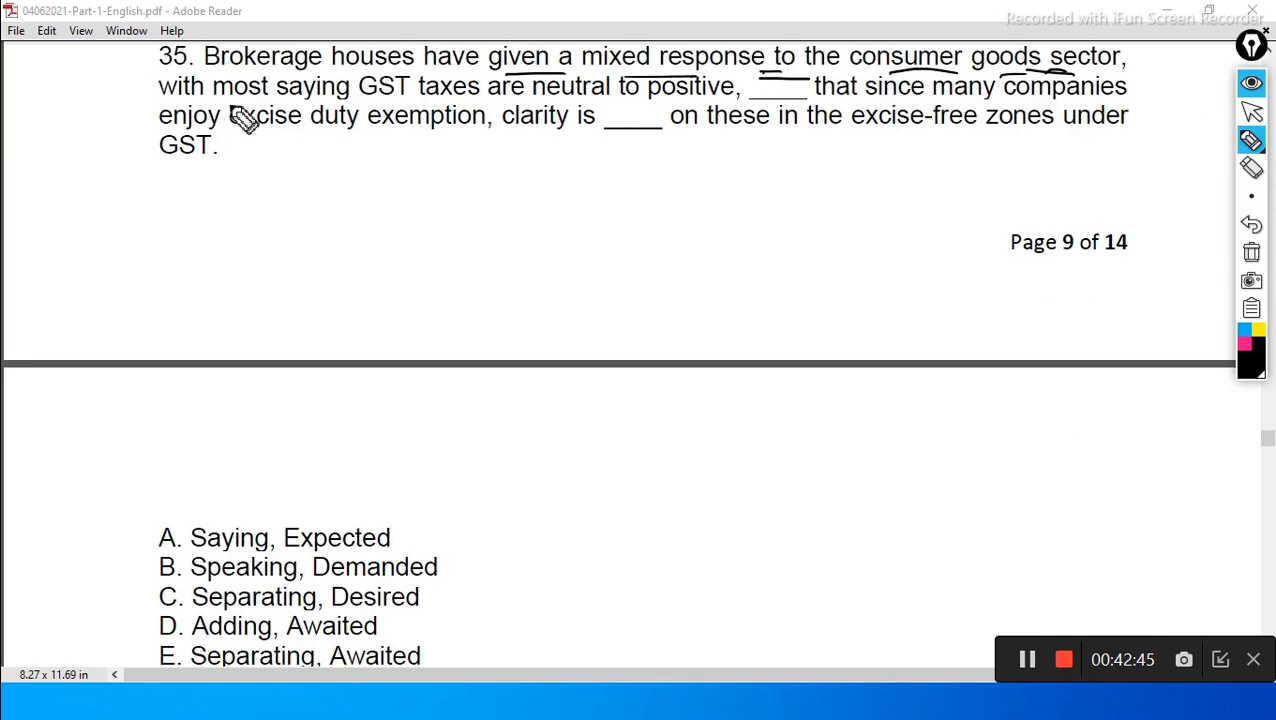 04062021-Part-1-English.pdf - Adobe Reader
Recorded with iFun Screen Recorder
File Edit View Window Help
35. Brokerage houses have given a mixed response to the consumer goods sector,
with most saying GST taxes are neutral to positive, ____ that since many companies
enjoy excise duty exemption, clarity is ____ on these in the excise-free zones under
GST.
Page 9 of 14
A. Saying, Expected
B. Speaking, Demanded
C. Separating, Desired
D. Adding, Awaited
E. Separating, Awaited
8.27 x 11.69 in
00:42:45